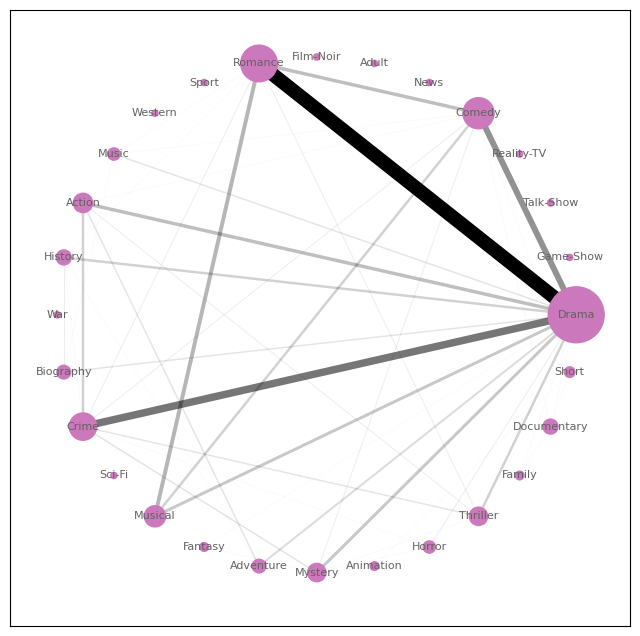 Film-Noir
Romance
Adult
Sport
News
Western
Comedy
Music
Reality-TV
Action
Talk-Show
History
Game-Show
War
Drama
Biography
Short
Crime
Documentary
Sci-Fi
Family
Musical
Thriller
Fantasy
Horror
Adventure
Animation
Mystery